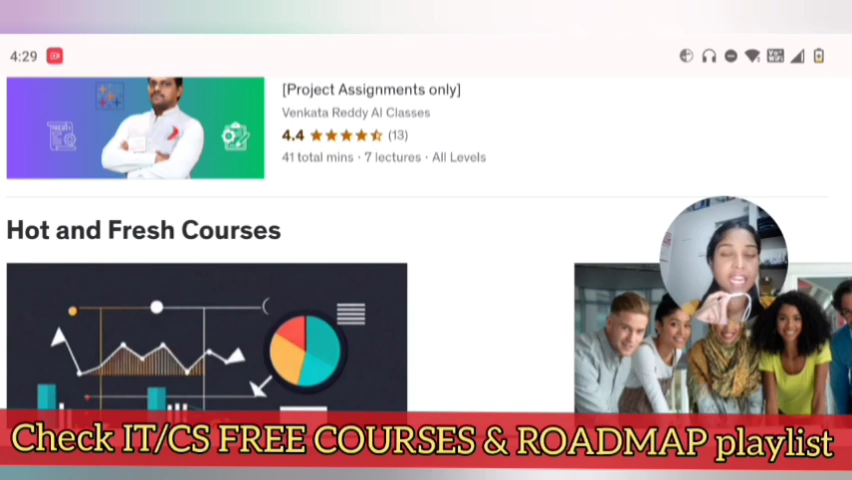 4:29
[Project Assignments only]
Venkata Reddy AI Classes
4.4 (13)
41 total mins · 7 lectures · All Levels
Hot and Fresh Courses
Check IT/CS FREE COURSES & ROADMAP playlist